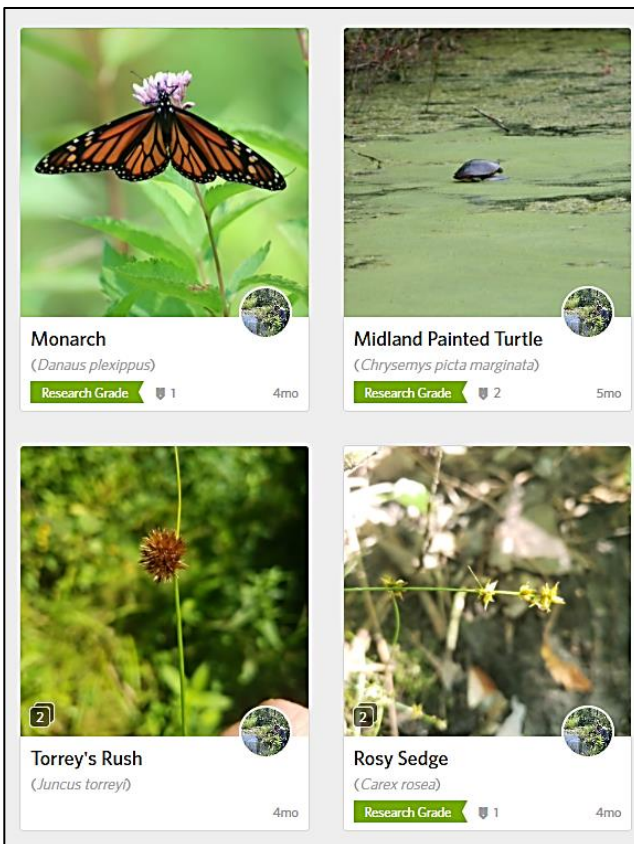 Monarch
(Danaus plexippus)
Research Grade 1 4mo
Midland Painted Turtle
(Chrysemys picta marginata)
Research Grade 2 5mo
2
Torrey's Rush
(Juncus torreyi)
4mo
2
Rosy Sedge
(Carex rosea)
Research Grade 1 4mo